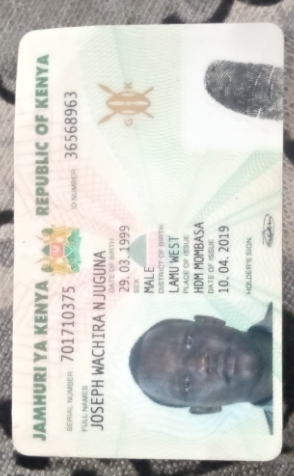 JAMHURI YA KENYA REPUBLIC OF KENYA
SERIAL NUMBER: 701710375 ID NUMBER: 36568963
FULL NAMES
JOSEPH WACHIRA NJUGUNA
DATE OF BIRTH
29. 03. 1999
SEX
MALE
DISTRICT OF BIRTH
LAMU WEST
PLACE OF ISSUE
HDM MOMBASA
DATE OF ISSUE
10. 04. 2019
HOLDER'S SIGN.